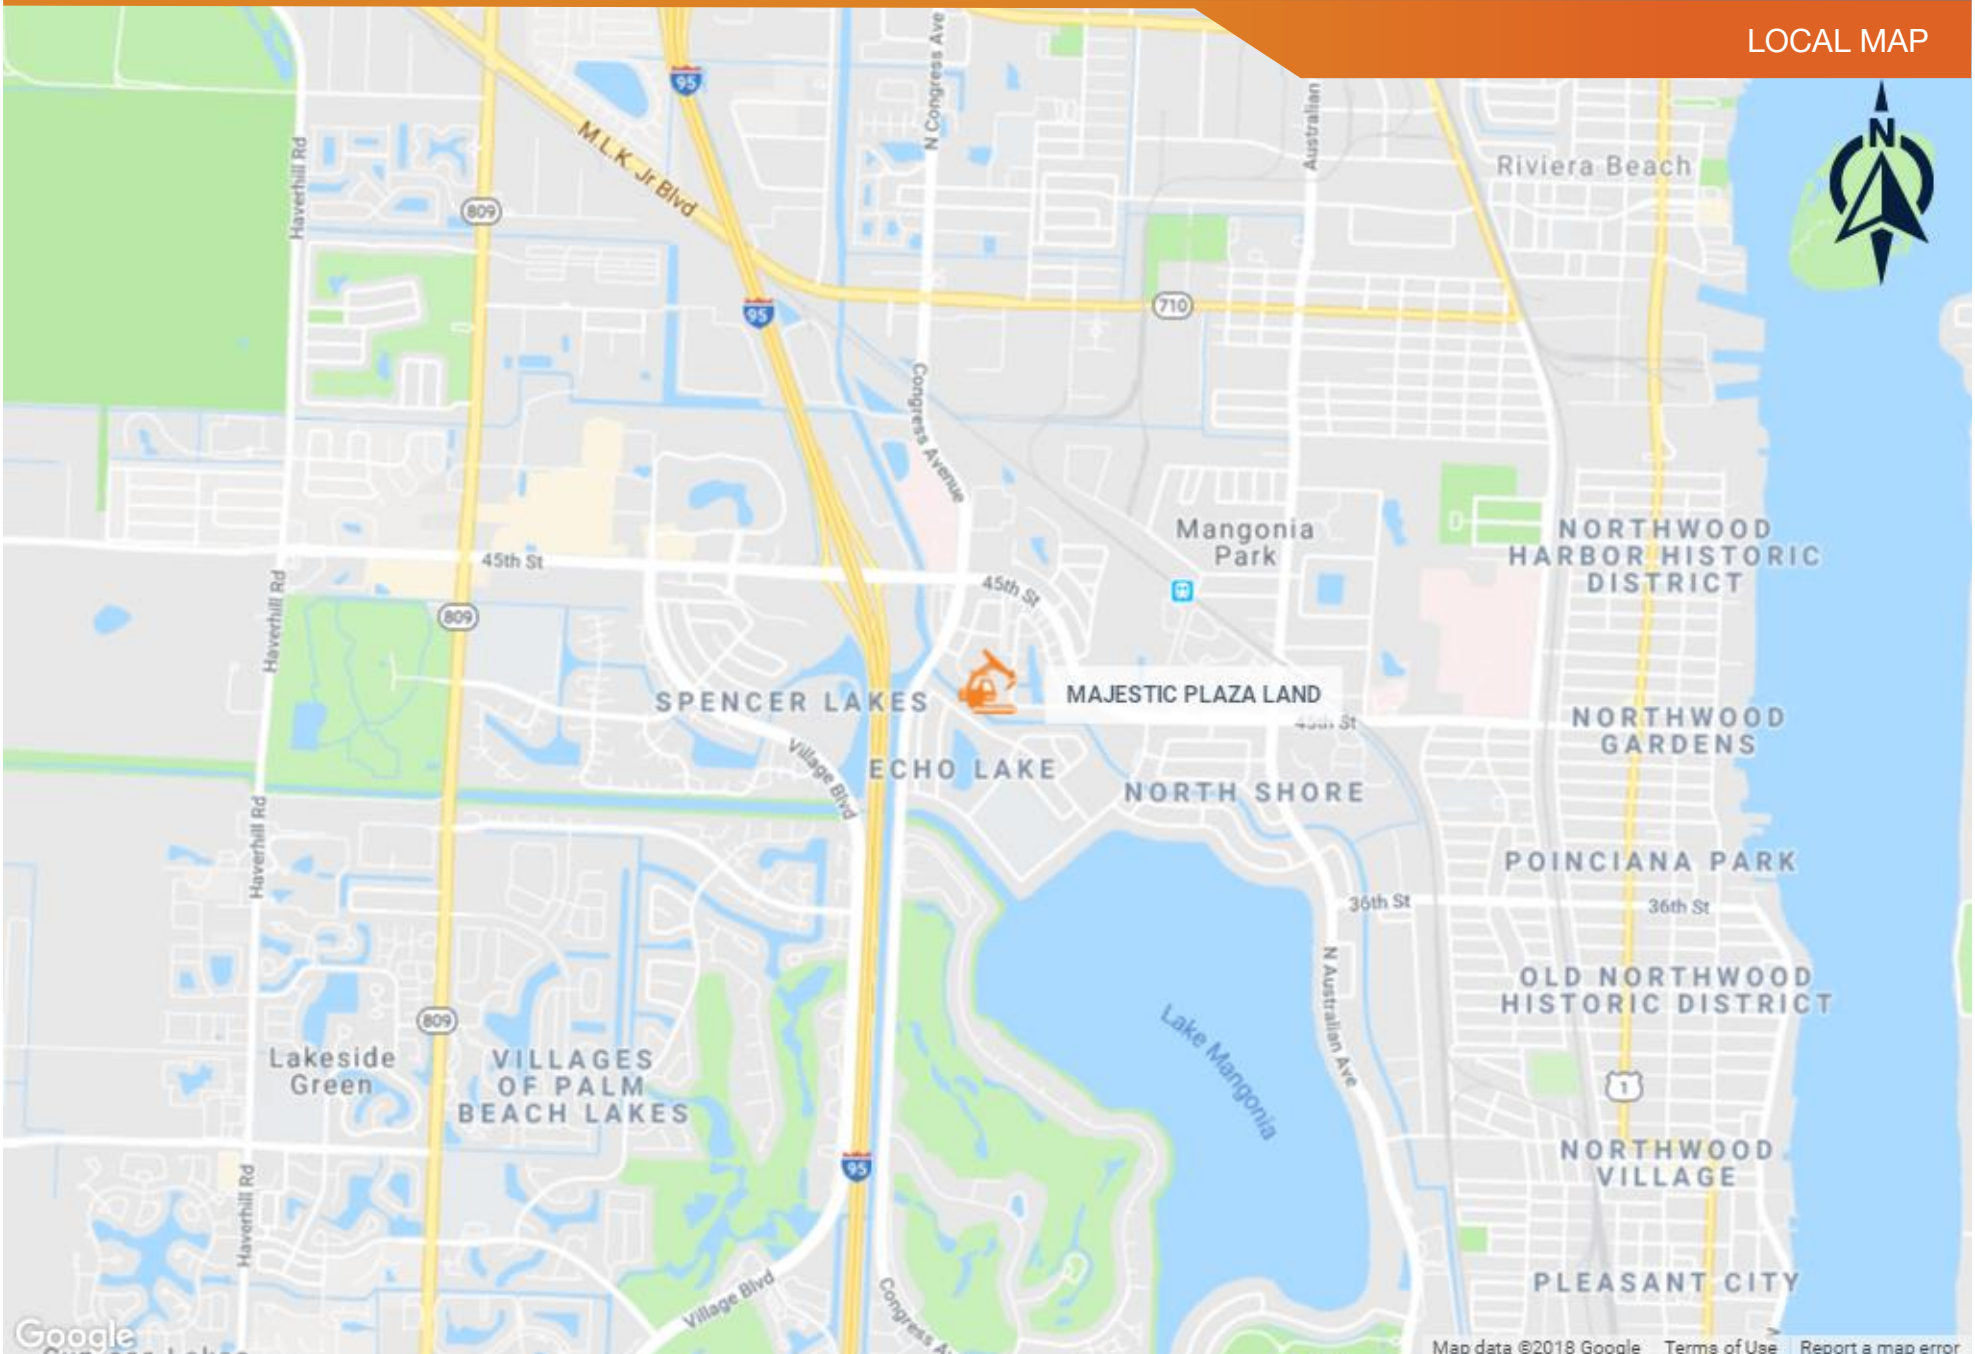 LOCAL MAP
N
N Congress Ave
95
M.L.K. Jr Blvd
Australian
Haverhill Rd
Riviera Beach
809
95
710
Congress Avenue
45th St
Mangonia
Park
NORTHWOOD
HARBOR HISTORIC
DISTRICT
45th St
Haverhill Rd
809
SPENCER LAKES
MAJESTIC PLAZA LAND
45th St
NORTHWOOD
GARDENS
Village Blvd
ECHO LAKE
NORTH SHORE
Haverhill Rd
POINCIANA PARK
36th St
36th St
N Australian Ave
OLD NORTHWOOD
HISTORIC DISTRICT
809
Lake Mangonia
Lakeside
Green
VILLAGES
OF PALM
BEACH LAKES
1
NORTHWOOD
VILLAGE
95
Haverhill Rd
PLEASANT CITY
Village Blvd
Congress A
Google
Map data ©2018 Google Terms of Use Report a map error